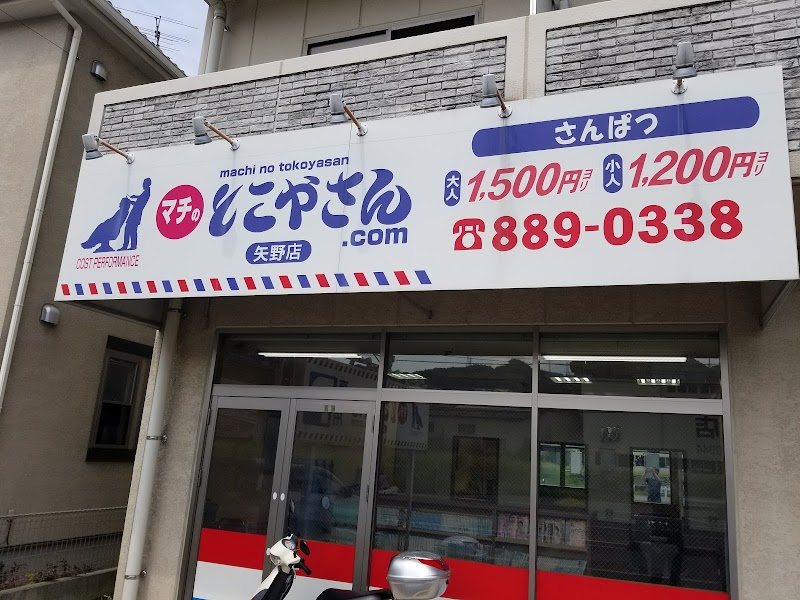 machi no tokoyasan
マチの
とこやさん
.com
矢野店
COST PERFORMANCE
さんぱつ
大人 1,500円ヨリ 小人 1,200円ヨリ
☎889-0338